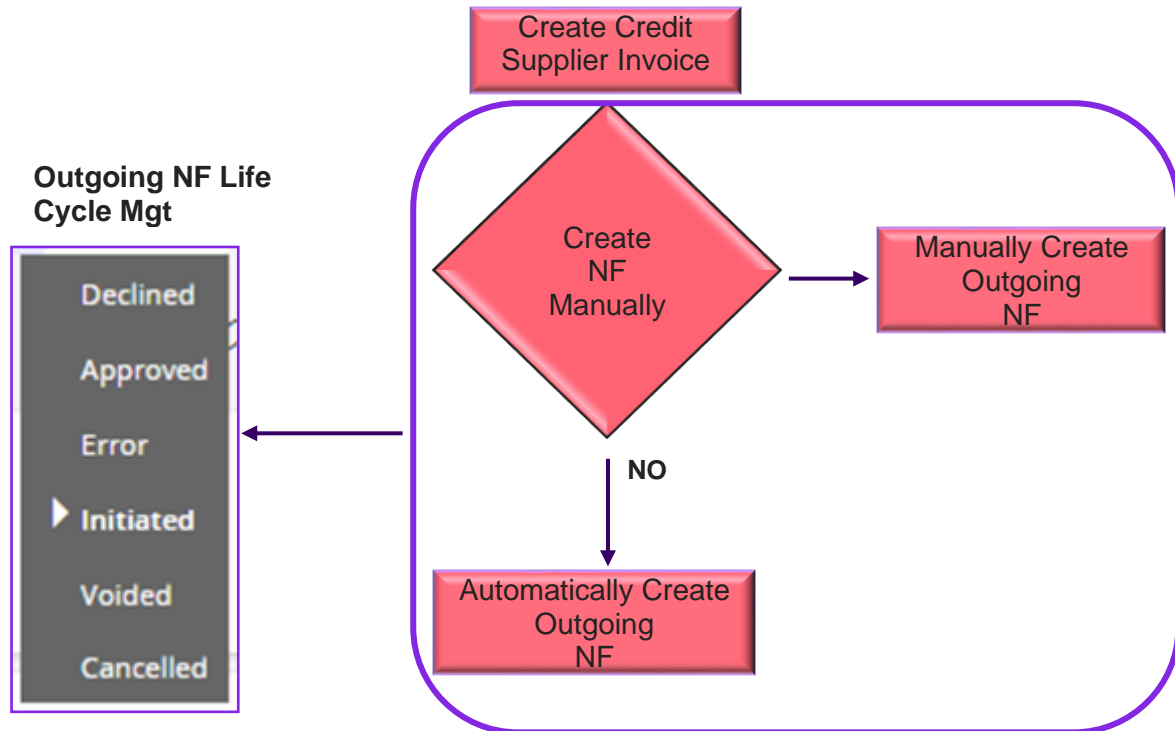 Create Credit
Supplier Invoice
Outgoing NF Life
Cycle Mgt
Declined
Approved
Error
Initiated
Voided
Cancelled
Create
NF
Manually
Manually Create
Outgoing
NF
NO
Automatically Create
Outgoing
NF